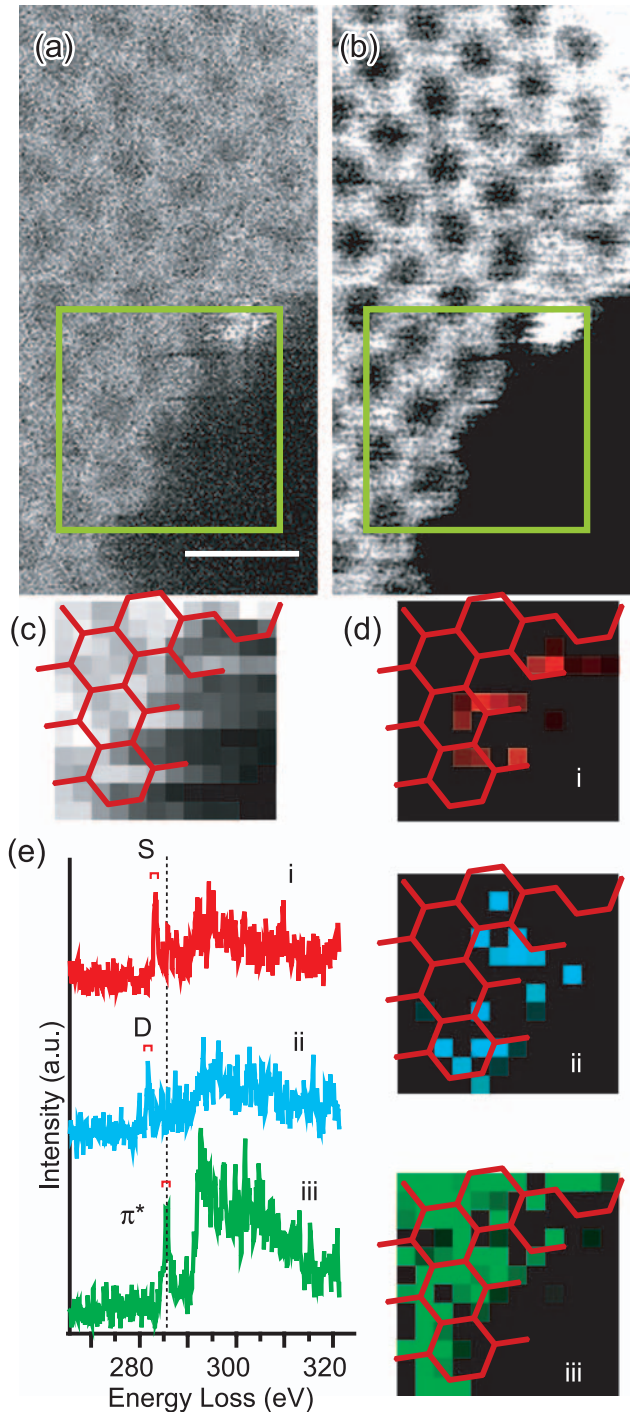 (a)
(b)
(c)
(d)
i
(e)
S
i
D
ii
ii
π*
iii
iii
Intensity (a.u.)
280 300 320
Energy Loss (eV)